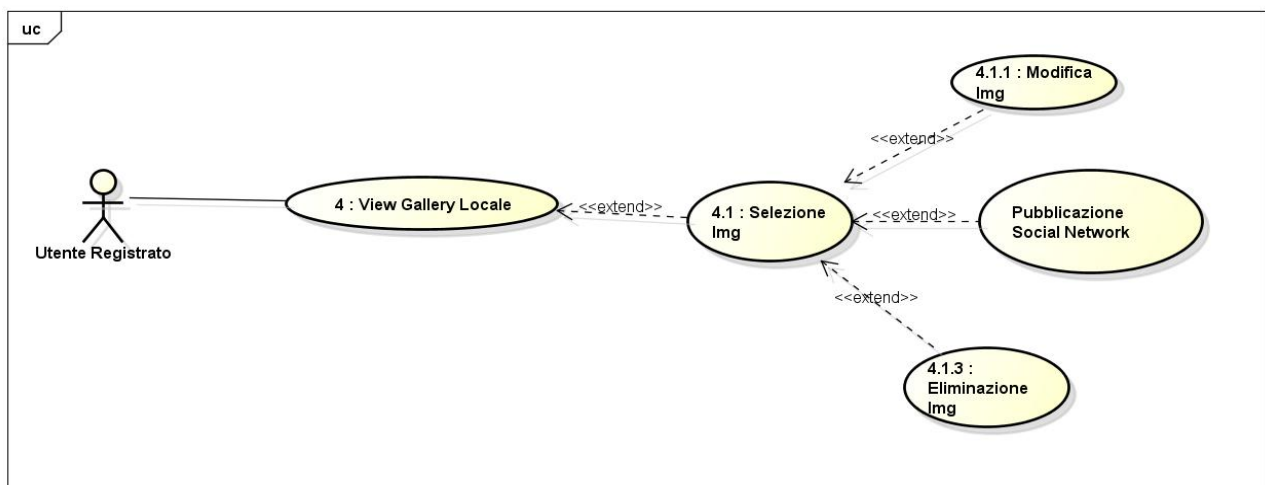 uc
4.1.1 : Modifica
Img
<<extend>>
Utente Registrato
4 : View Gallery Locale
<<extend>>
4.1 : Selezione
Img
<<extend>>
Pubblicazione
Social Network
<<extend>>
4.1.3 :
Eliminazione
Img